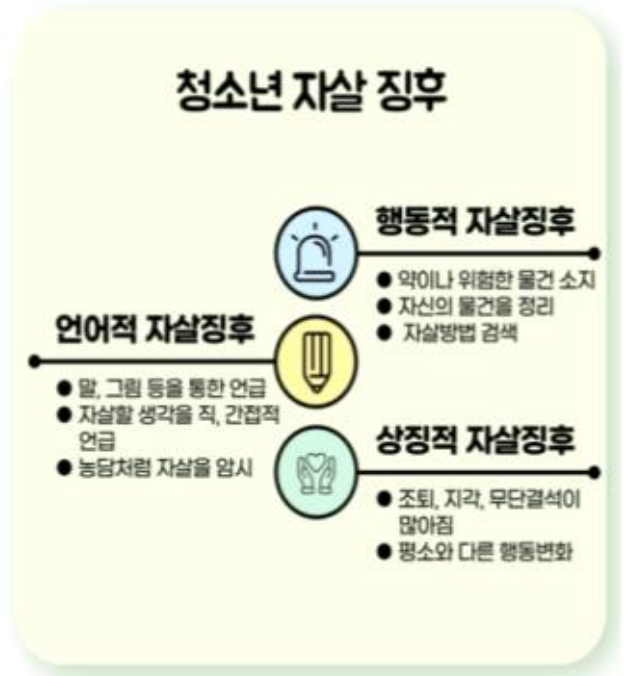 청소년 자살 징후
행동적 자살징후
● 약이나 위험한 물건 소지
● 자신의 물건을 정리
● 자살방법 검색
언어적 자살징후
● 말, 그림 등을 통한 언급
● 자살할 생각을 직, 간접적
언급
● 농담처럼 자살을 암시
상징적 자살징후
● 조퇴, 지각, 무단결석이
많아짐
● 평소와 다른 행동변화